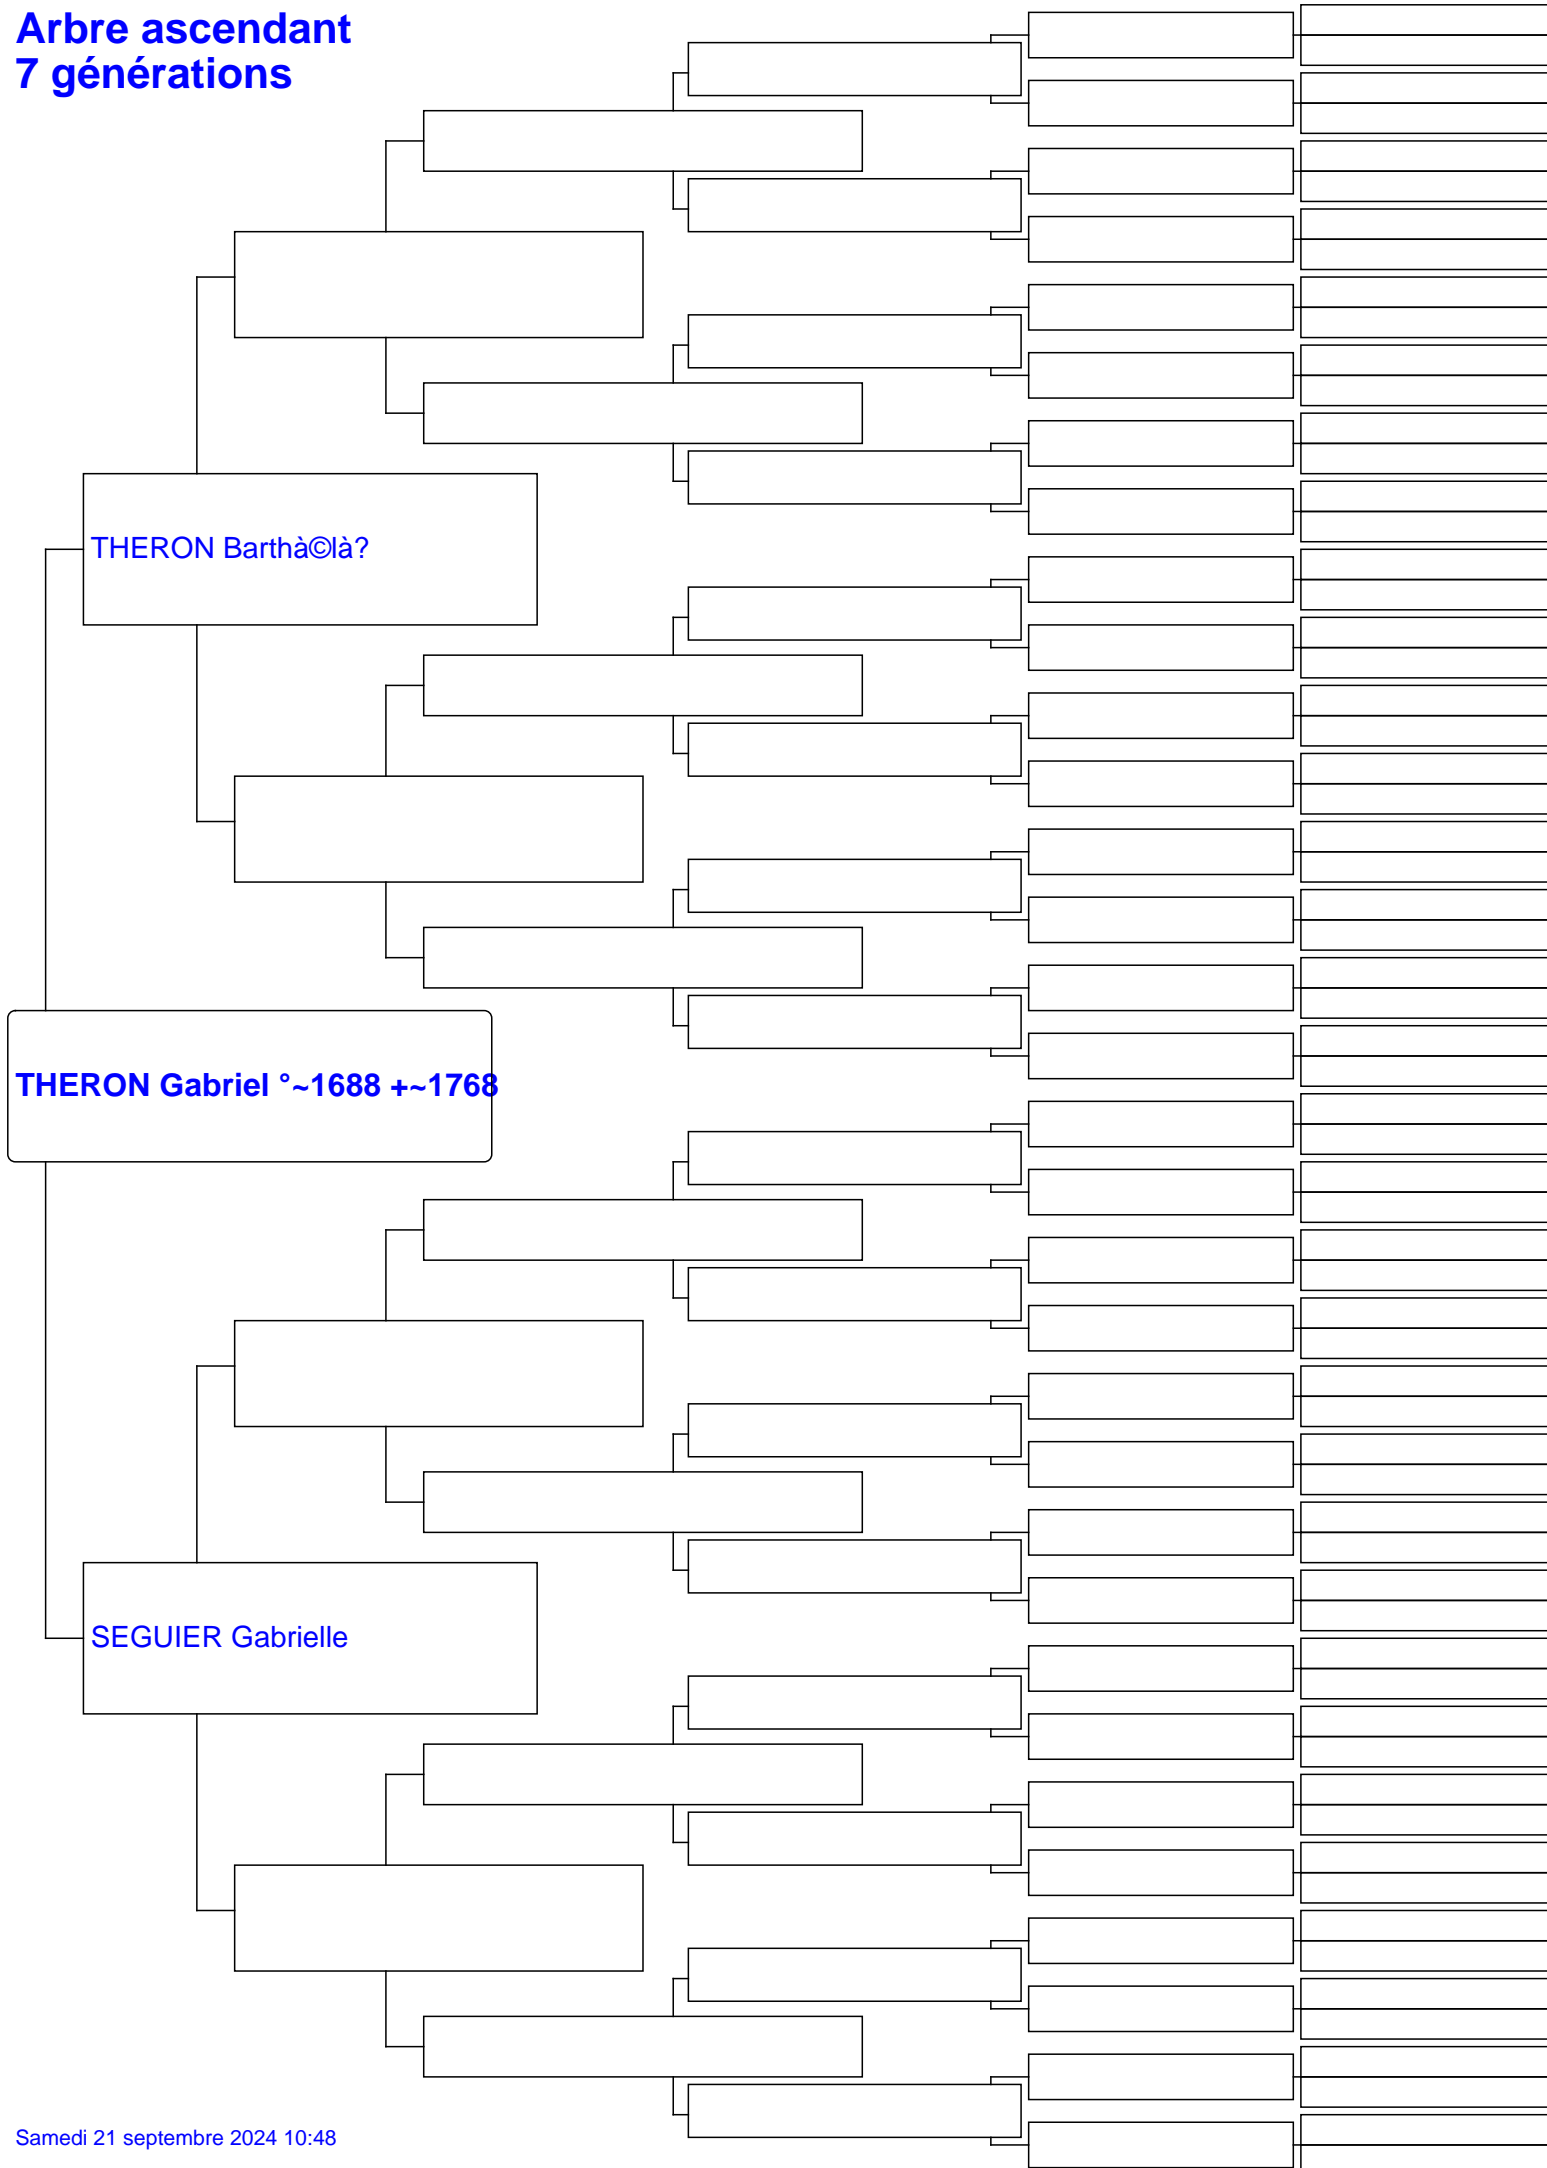 Arbre ascendant
7 générations
THERON Barthà©là?
THERON Gabriel °~1688 +~1768
SEGUIER Gabrielle
Samedi 21 septembre 2024 10:48